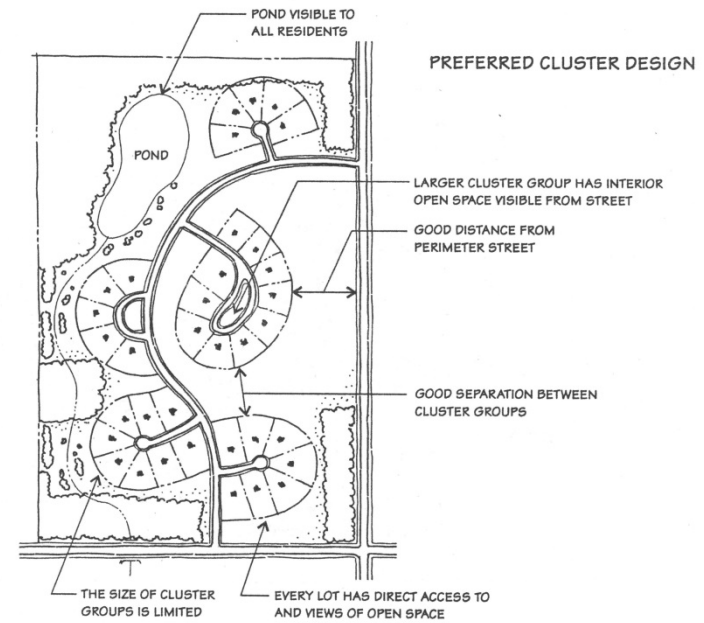 POND VISIBLE TO
ALL RESIDENTS
PREFERRED CLUSTER DESIGN
POND
LARGER CLUSTER GROUP HAS INTERIOR
OPEN SPACE VISIBLE FROM STREET
GOOD DISTANCE FROM
PERIMETER STREET
GOOD SEPARATION BETWEEN
CLUSTER GROUPS
THE SIZE OF CLUSTER
GROUPS IS LIMITED
EVERY LOT HAS DIRECT ACCESS TO
AND VIEWS OF OPEN SPACE